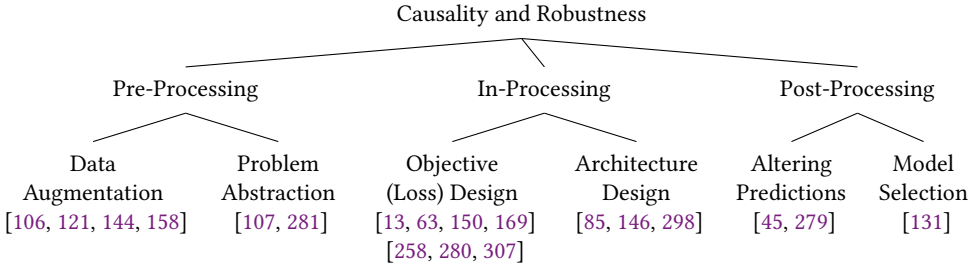 Causality and Robustness
Pre-Processing
In-Processing
Post-Processing
Data
Augmentation
[106, 121, 144, 158]
Problem
Abstraction
[107, 281]
Objective
(Loss) Design
[13, 63, 150, 169]
[258, 280, 307]
Architecture
Design
[85, 146, 298]
Altering
Predictions
[45, 279]
Model
Selection
[131]